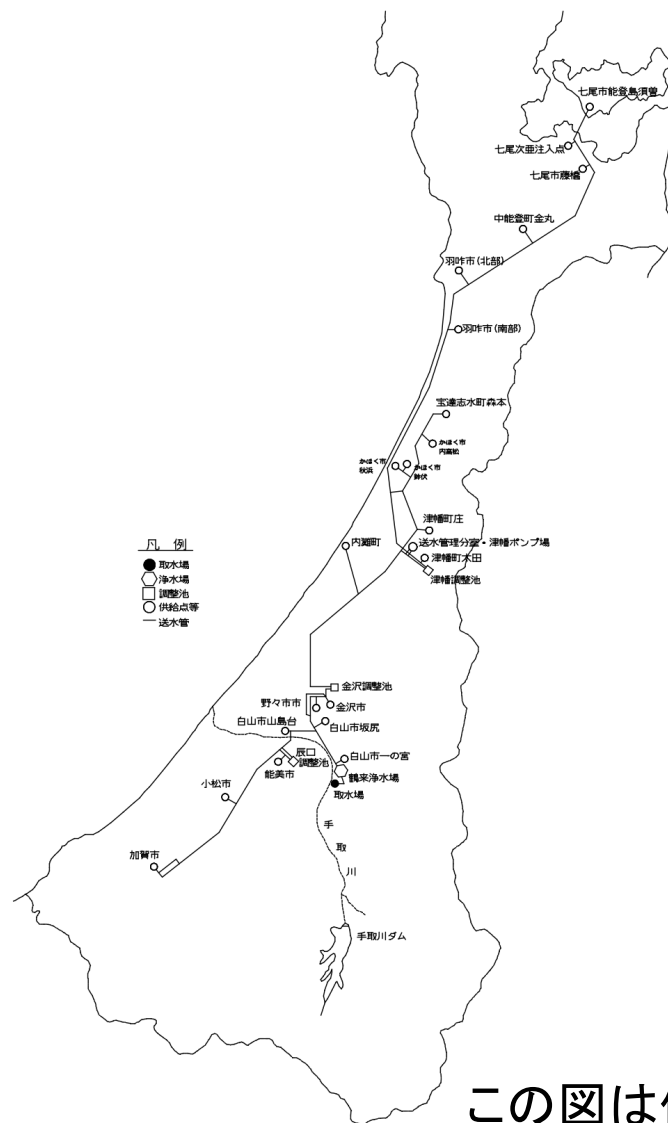 七尾市能登島須曽
七尾次亜注入点
七尾市藤橋
中能登町金丸
羽咋市(北部)
羽咋市(南部)
宝達志水町森本
かほく市
内高松
かほく市
秋浜
かほく市
鉢伏
津幡町庄
送水管理分室・津幡ポンプ場
津幡町太田
津幡調整池
内灘町
凡 例
取水場
浄水場
調整池
供給点等
送水管
金沢調整池
野々市市
金沢市
白山市山島台
白山市坂尻
辰口
調整池
白山市一の宮
能美市
鶴来浄水場
取水場
小松市
手
取
川
加賀市
手取川ダム
この図は